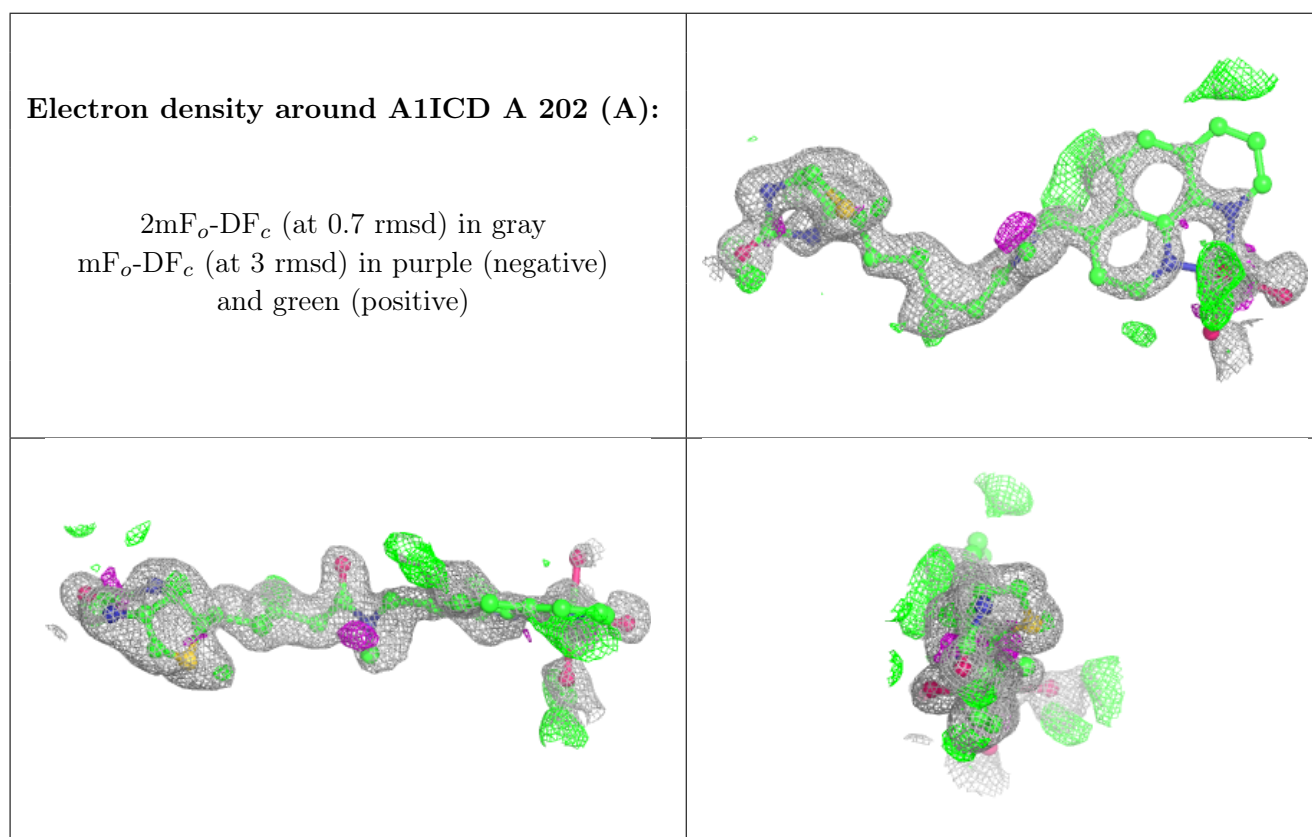 Electron density around A1ICD A 202 (A):
2mFo-DFc (at 0.7 rmsd) in gray
mFo-DFc (at 3 rmsd) in purple (negative)
and green (positive)